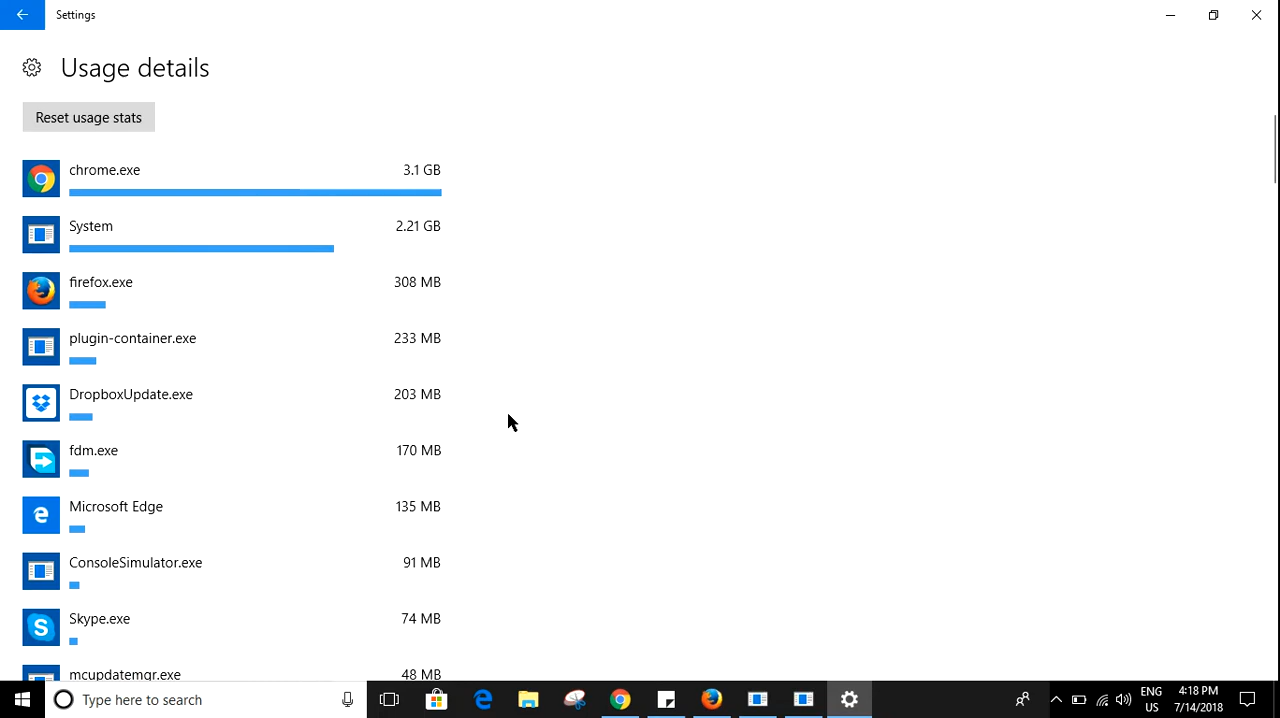 Settings
Usage details
Reset usage stats
chrome.exe 3.1 GB
System 2.21 GB
firefox.exe 308 MB
plugin-container.exe 233 MB
DropboxUpdate.exe 203 MB
fdm.exe 170 MB
Microsoft Edge 135 MB
ConsoleSimulator.exe 91 MB
Skype.exe 74 MB
mcupdatemgr.exe 48 MB
Type here to search
ENG 4:18 PM
US 7/14/2018